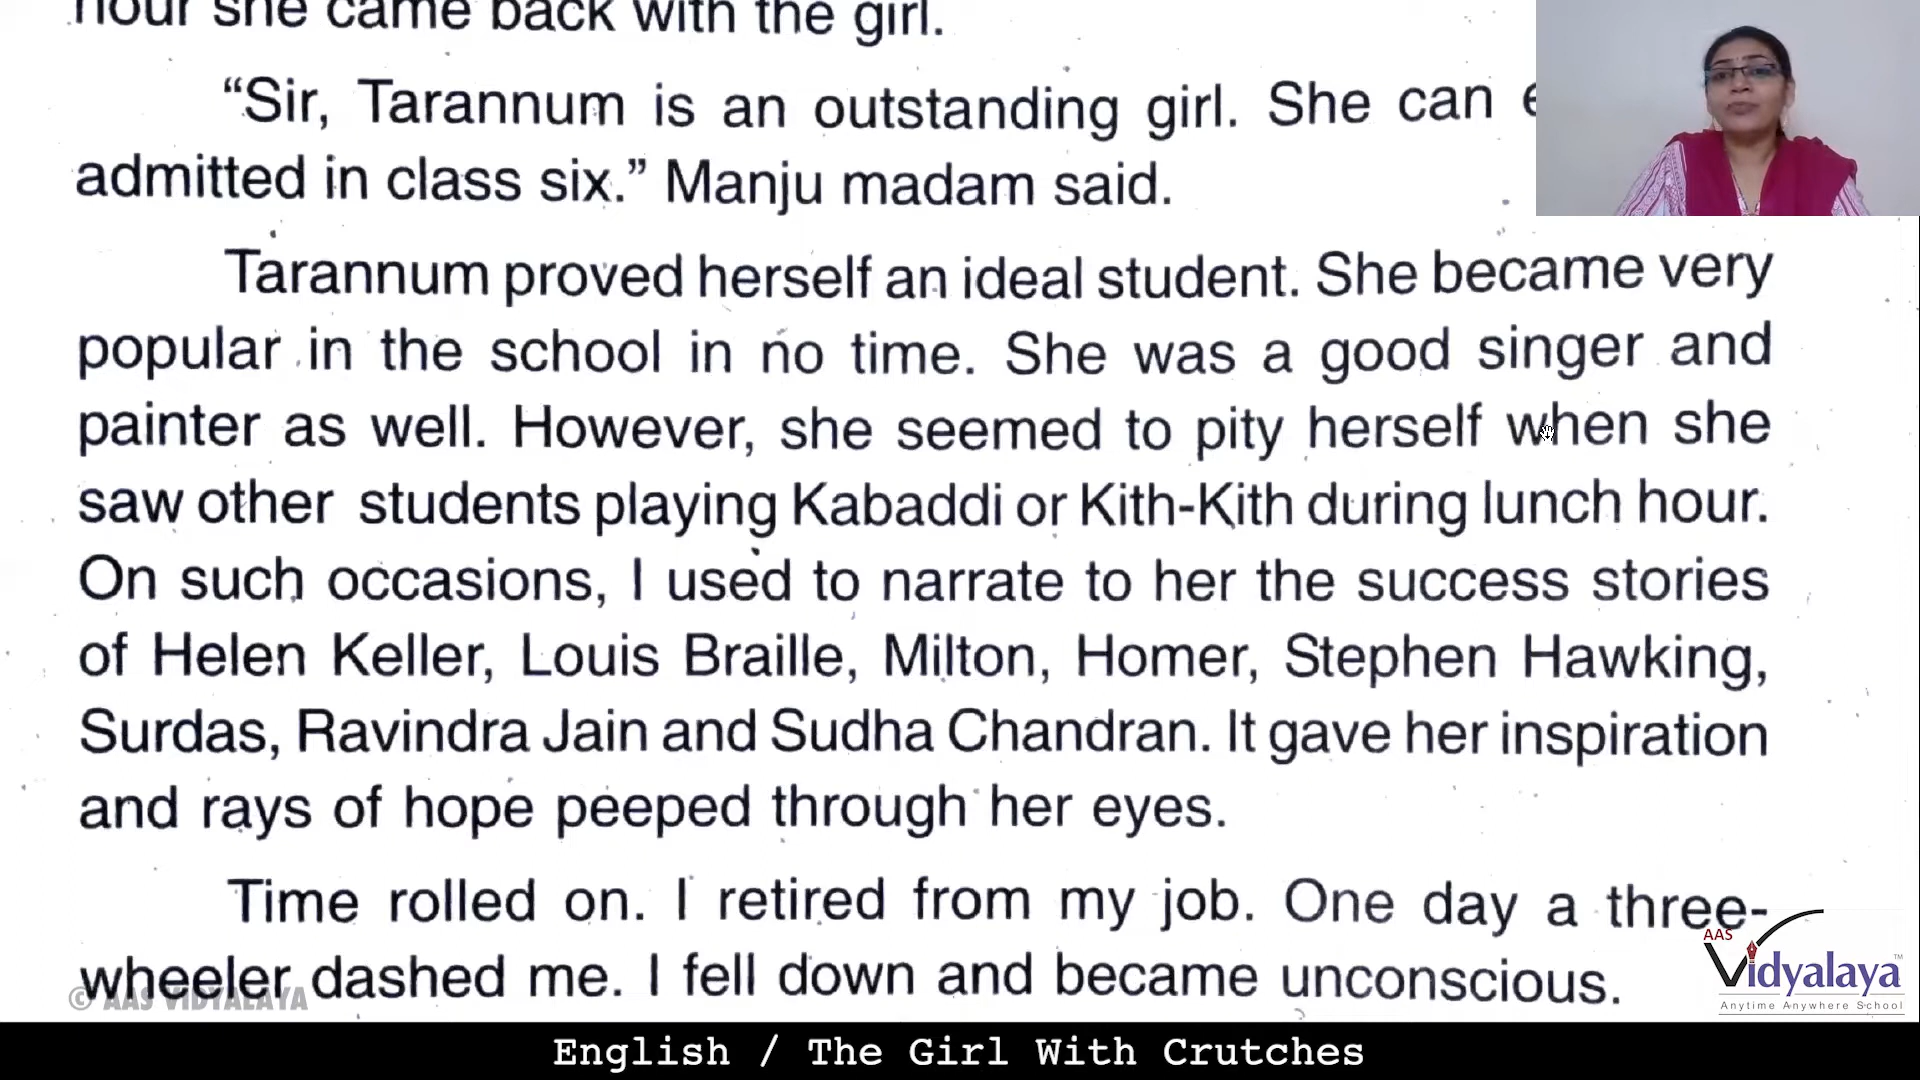 hour she came back with the girl.
“Sir, Tarannum is an outstanding girl. She can
admitted in class six.” Manju madam said.
Tarannum proved herself an ideal student. She became very
popular in the school in no time. She was a good singer and
painter as well. However, she seemed to pity herself when she
saw other students playing Kabaddi or Kith-Kith during lunch hour.
On such occasions, I used to narrate to her the success stories
of Helen Keller, Louis Braille, Milton, Homer, Stephen Hawking,
Surdas, Ravindra Jain and Sudha Chandran. It gave her inspiration
and rays of hope peeped through her eyes.
Time rolled on. I retired from my job. One day a three-
wheeler dashed me. I fell down and became unconscious.
© AAS VIDYALAYA
AAS
Vidyalaya™
Anytime Anywhere School
English / The Girl With Crutches